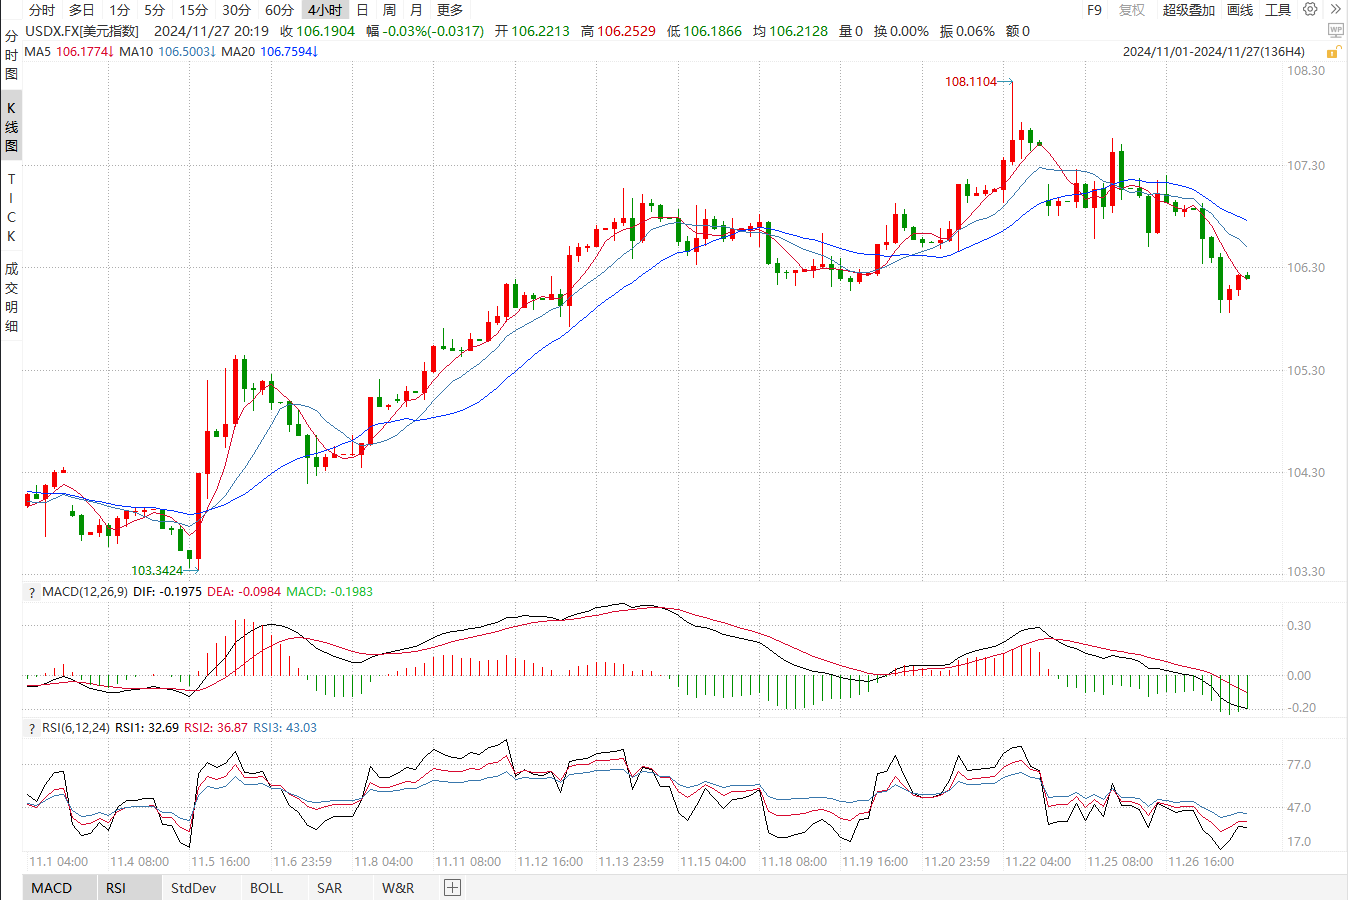 分时 多日 1分 5分 15分 30分 60分 4小时 日 周 月 更多 F9 复权 超级叠加 画线 工具
USDX.FX[美元指数] 2024/11/27 20:19 收 106.1904 幅 -0.03%(-0.0317) 开 106.2213 高 106.2529 低 106.1866 均 106.2128 量 0 换 0.00% 振 0.06% 额 0
WP
MA5 106.1774↓ MA10 106.5003↓ MA20 106.7594↓ 2024/11/01-2024/11/27(136H4)
分时图
K线图
TICK
成交明细
108.30
108.1104
107.30
106.30
105.30
104.30
103.3424
103.30
? MACD(12,26,9) DIF: -0.1975 DEA: -0.0984 MACD: -0.1983
0.30
0.00
-0.20
? RSI(6,12,24) RSI1: 32.69 RSI2: 36.87 RSI3: 43.03
77.0
47.0
17.0
11.1 04:00 11.4 08:00 11.5 16:00 11.6 23:59 11.8 04:00 11.11 08:00 11.12 16:00 11.13 23:59 11.15 04:00 11.18 08:00 11.19 16:00 11.20 23:59 11.22 04:00 11.25 08:00 11.26 16:00
MACD RSI StdDev BOLL SAR W&R